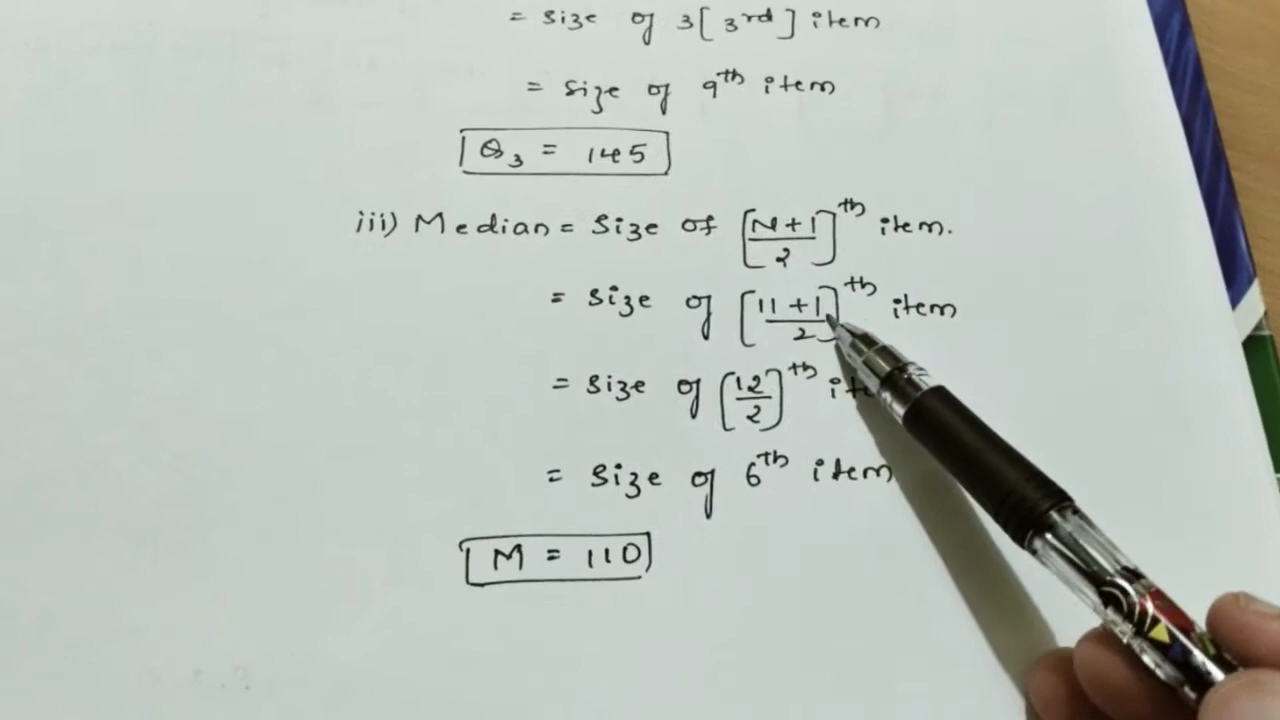 = Size of 3[3rd] item
= Size of 9th item
Q3 = 145
iii) Median = Size of [N+1/2]th item.
= Size of [11+1/2]th item
= Size of [12/2]th
= Size of 6th item
M = 110